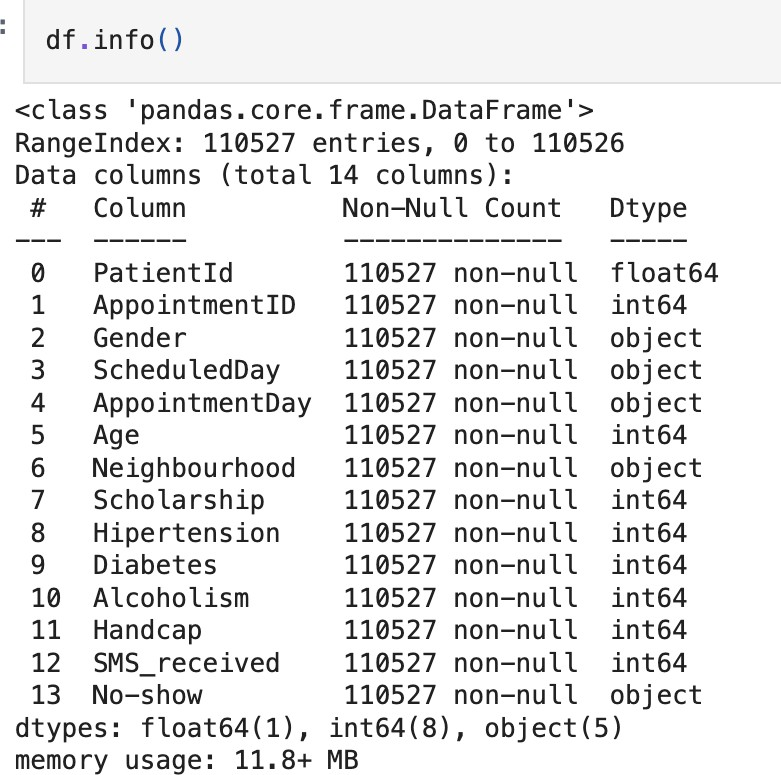 :
df.info()
<class 'pandas.core.frame.DataFrame'>
RangeIndex: 110527 entries, 0 to 110526
Data columns (total 14 columns):
 #   Column          Non-Null Count   Dtype
---  ------          --------------   -----
 0   PatientId       110527 non-null  float64
 1   AppointmentID   110527 non-null  int64
 2   Gender          110527 non-null  object
 3   ScheduledDay    110527 non-null  object
 4   AppointmentDay  110527 non-null  object
 5   Age             110527 non-null  int64
 6   Neighbourhood   110527 non-null  object
 7   Scholarship     110527 non-null  int64
 8   Hipertension    110527 non-null  int64
 9   Diabetes        110527 non-null  int64
 10  Alcoholism      110527 non-null  int64
 11  Handcap         110527 non-null  int64
 12  SMS_received    110527 non-null  int64
 13  No-show         110527 non-null  object
dtypes: float64(1), int64(8), object(5)
memory usage: 11.8+ MB